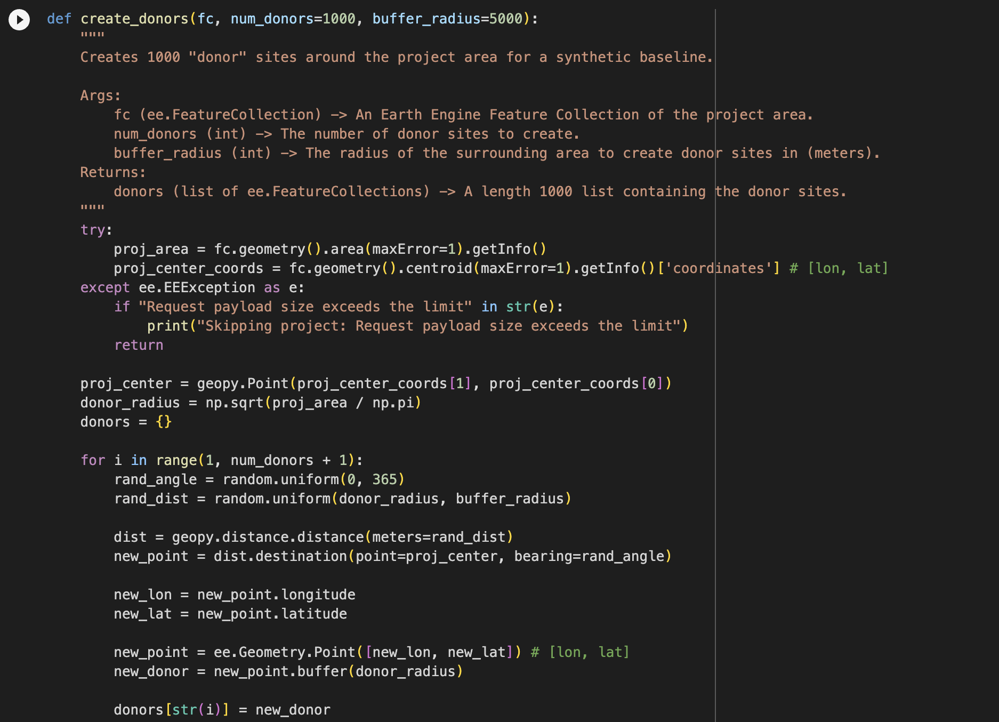 def create_donors(fc, num_donors=1000, buffer_radius=5000):
    """
    Creates 1000 "donor" sites around the project area for a synthetic baseline.

    Args:
        fc (ee.FeatureCollection) -> An Earth Engine Feature Collection of the project area.
        num_donors (int) -> The number of donor sites to create.
        buffer_radius (int) -> The radius of the surrounding area to create donor sites in (meters).
    Returns:
        donors (list of ee.FeatureCollections) -> A length 1000 list containing the donor sites.
    """
    try:
        proj_area = fc.geometry().area(maxError=1).getInfo()
        proj_center_coords = fc.geometry().centroid(maxError=1).getInfo()['coordinates'] # [lon, lat]
    except ee.EEException as e:
        if "Request payload size exceeds the limit" in str(e):
            print("Skipping project: Request payload size exceeds the limit")
        return

    proj_center = geopy.Point(proj_center_coords[1], proj_center_coords[0])
    donor_radius = np.sqrt(proj_area / np.pi)
    donors = {}

    for i in range(1, num_donors + 1):
        rand_angle = random.uniform(0, 365)
        rand_dist = random.uniform(donor_radius, buffer_radius)

        dist = geopy.distance.distance(meters=rand_dist)
        new_point = dist.destination(point=proj_center, bearing=rand_angle)

        new_lon = new_point.longitude
        new_lat = new_point.latitude

        new_point = ee.Geometry.Point([new_lon, new_lat]) # [lon, lat]
        new_donor = new_point.buffer(donor_radius)

        donors[str(i)] = new_donor